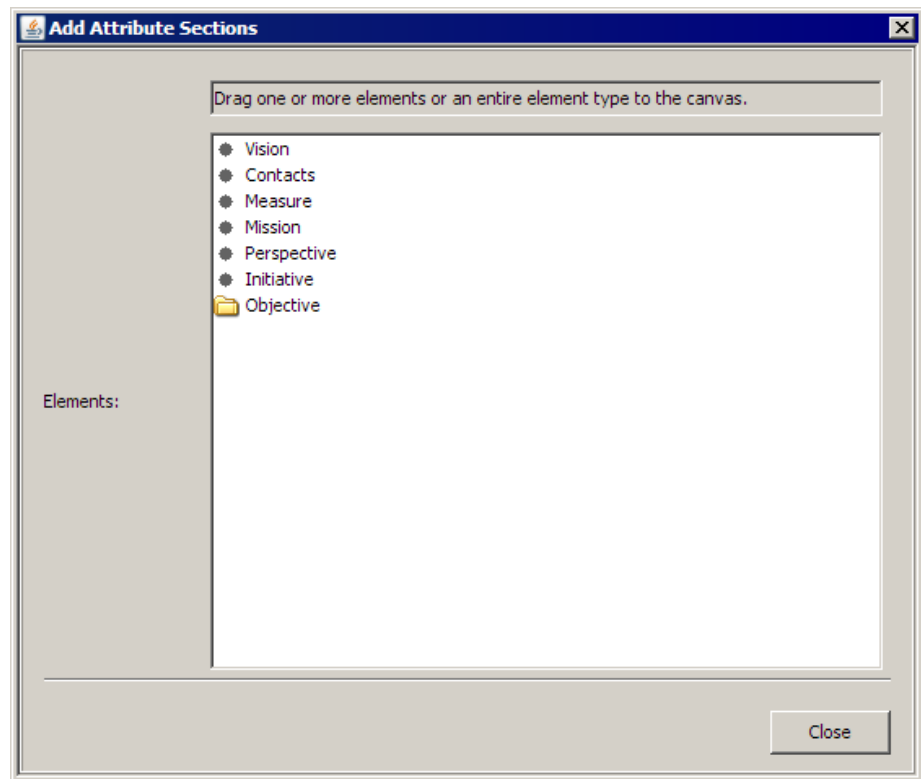 Add Attribute Sections
Drag one or more elements or an entire element type to the canvas.
Vision
Contacts
Measure
Mission
Perspective
Initiative
Objective
Elements:
Close